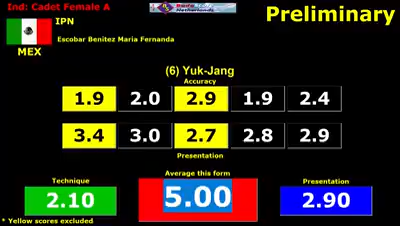 Ind: Cadet Female A
Preliminary
IPN
Escobar Benitez Maria Fernanda
MEX
(6) Yuk-Jang
Accuracy
1.9 2.0 2.9 1.9 2.4
3.4 3.0 2.7 2.8 2.9
Presentation
Technique
Average this form
Presentation
2.10
5.00
2.90
* Yellow scores excluded